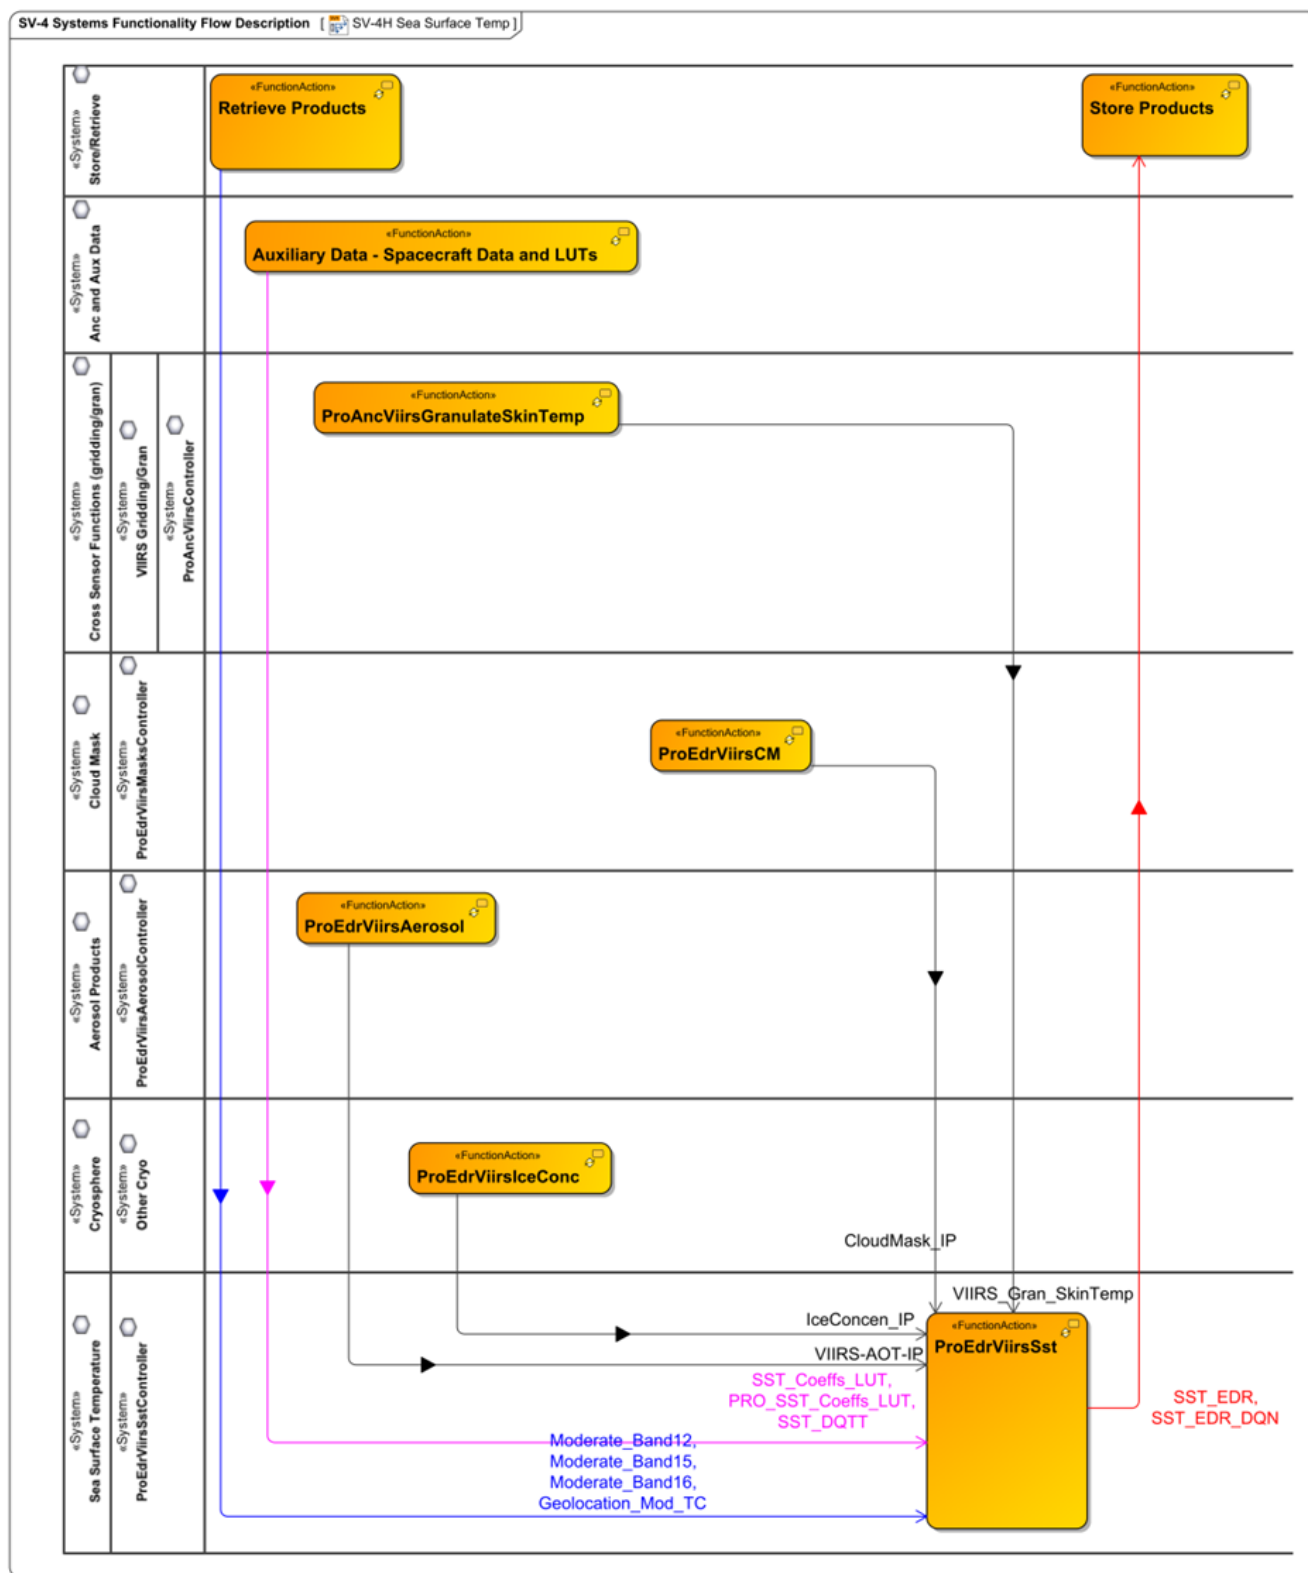 SV-4 Systems Functionality Flow Description [ SV-4H Sea Surface Temp ]
«System»
Store/Retrieve
«FunctionAction»
Retrieve Products
«FunctionAction»
Store Products
«System»
Anc and Aux Data
«FunctionAction»
Auxiliary Data - Spacecraft Data and LUTs
«System»
Cross Sensor Functions (gridding/gran)
«System»
VIIRS Gridding/Gran
«System»
ProAncViirsController
«FunctionAction»
ProAncViirsGranulateSkinTemp
«System»
Cloud Mask
«System»
ProEdrViirsMasksController
«FunctionAction»
ProEdrViirsCM
«System»
Aerosol Products
«System»
ProEdrViirsAerosolController
«FunctionAction»
ProEdrViirsAerosol
«System»
Cryosphere
«System»
Other Cryo
«FunctionAction»
ProEdrViirsIceConc
CloudMask_IP
«System»
Sea Surface Temperature
«System»
ProEdrViirsSstController
VIIRS_Gran_SkinTemp
IceConcen_IP
VIIRS-AOT-IP
«FunctionAction»
ProEdrViirsSst
SST_Coeffs_LUT,
PRO_SST_Coeffs_LUT,
SST_DQTT
SST_EDR,
SST_EDR_DQN
Moderate_Band12,
Moderate_Band15,
Moderate_Band16,
Geolocation_Mod_TC